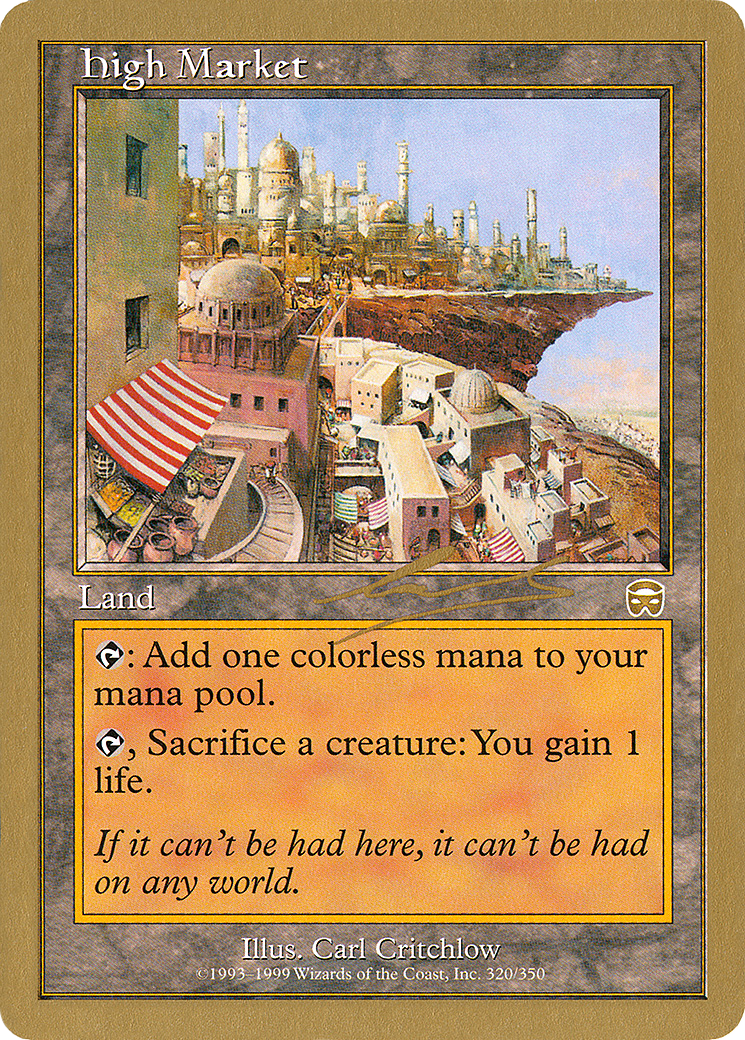 High Market
Land
: Add one colorless mana to your
mana pool.
, Sacrifice a creature: You gain 1
life.
If it can't be had here, it can't be had
on any world.
Illus. Carl Critchlow
©1993–1999 Wizards of the Coast, Inc. 320/350